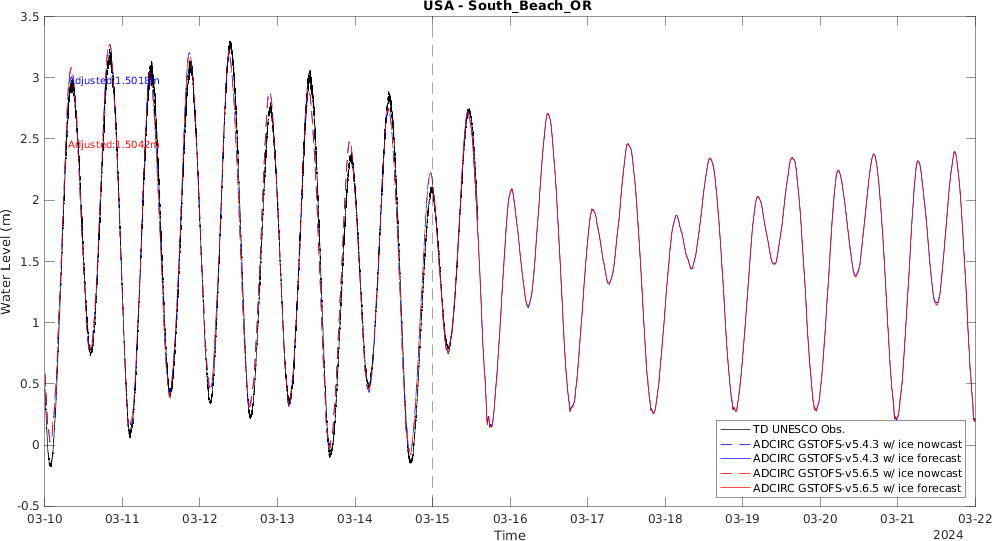 USA - South_Beach_OR
3.5
3
2.5
2
1.5
1
0.5
0
-0.5
Water Level (m)
Adjusted:1.5018m
Adjusted:1.5042m
TD UNESCO Obs.
ADCIRC GSTOFS-v5.4.3 w/ ice nowcast
ADCIRC GSTOFS-v5.4.3 w/ ice forecast
ADCIRC GSTOFS-v5.6.5 w/ ice nowcast
ADCIRC GSTOFS-v5.6.5 w/ ice forecast
03-10 03-11 03-12 03-13 03-14 03-15 03-16 03-17 03-18 03-19 03-20 03-21 03-22
Time
2024